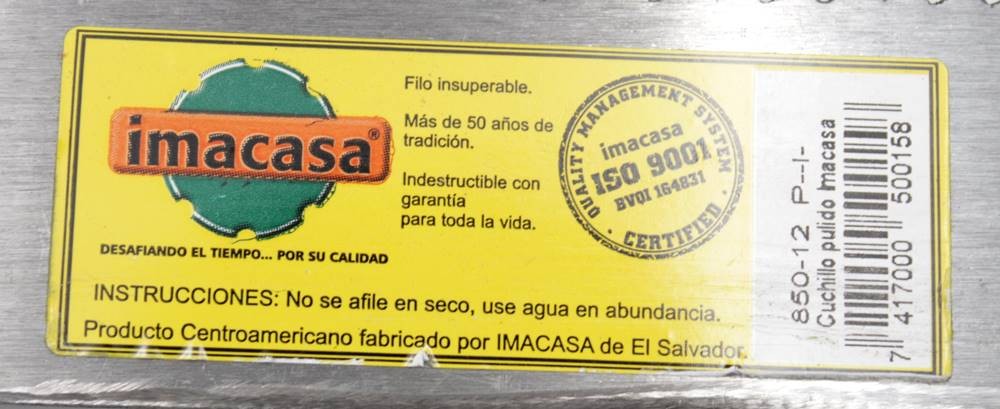 imacasa®
DESAFIANDO EL TIEMPO... POR SU CALIDAD
Filo insuperable.
Más de 50 años de
tradición.
Indestructible con
garantía
para toda la vida.
QUALITY MANAGEMENT SYSTEM
imacasa
ISO 9001
BVQI 164831
CERTIFIED
INSTRUCCIONES: No se afile en seco, use agua en abundancia.
Producto Centroamericano fabricado por IMACASA de El Salvador.
850-12 P--I-
Cuchillo pulido Imacasa
7 417000 500158